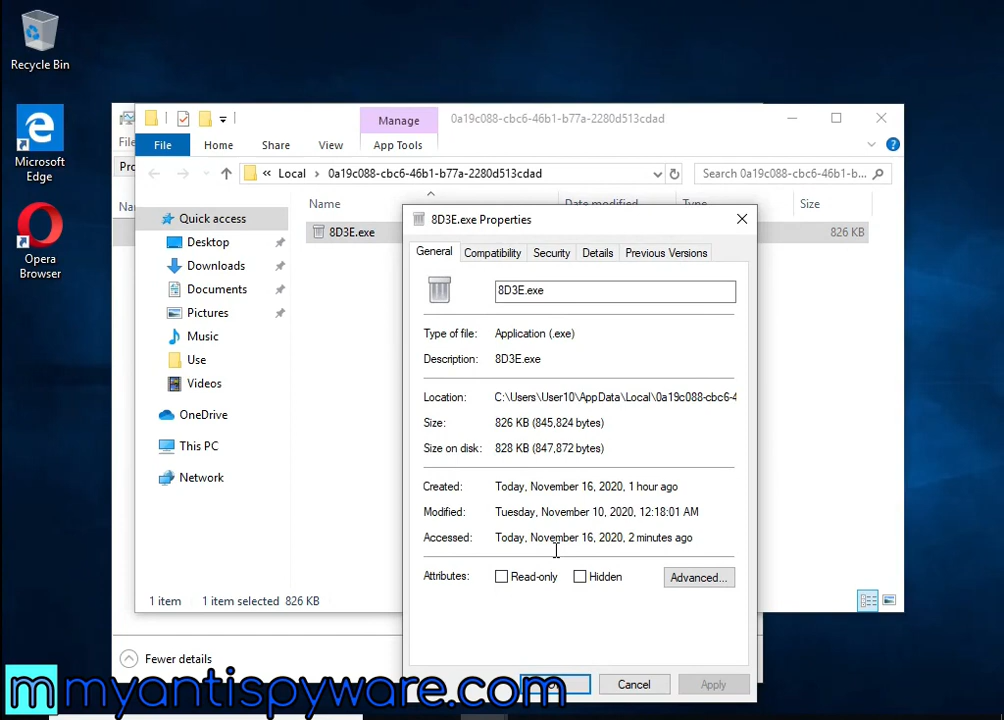 Recycle Bin
Microsoft
Edge
Opera
Browser
Manage
0a19c088-cbc6-46b1-b77a-2280d513cdad
File
Home
Share
View
App Tools
« Local › 0a19c088-cbc6-46b1-b77a-2280d513cdad
Search 0a19c088-cbc6-46b1-b...
Name
Date modified
Type
Size
8D3E.exe
826 KB
Quick access
Desktop
Downloads
Documents
Pictures
Music
Use
Videos
OneDrive
This PC
Network
8D3E.exe Properties
General
Compatibility
Security
Details
Previous Versions
8D3E.exe
Type of file: Application (.exe)
Description: 8D3E.exe
Location: C:\Users\User10\AppData\Local\0a19c088-cbc6-4
Size: 826 KB (845,824 bytes)
Size on disk: 828 KB (847,872 bytes)
Created: Today, November 16, 2020, 1 hour ago
Modified: Tuesday, November 10, 2020, 12:18:01 AM
Accessed: Today, November 16, 2020, 2 minutes ago
Attributes: Read-only Hidden Advanced...
1 item 1 item selected 826 KB
Fewer details
Cancel
Apply
myantispyware.com